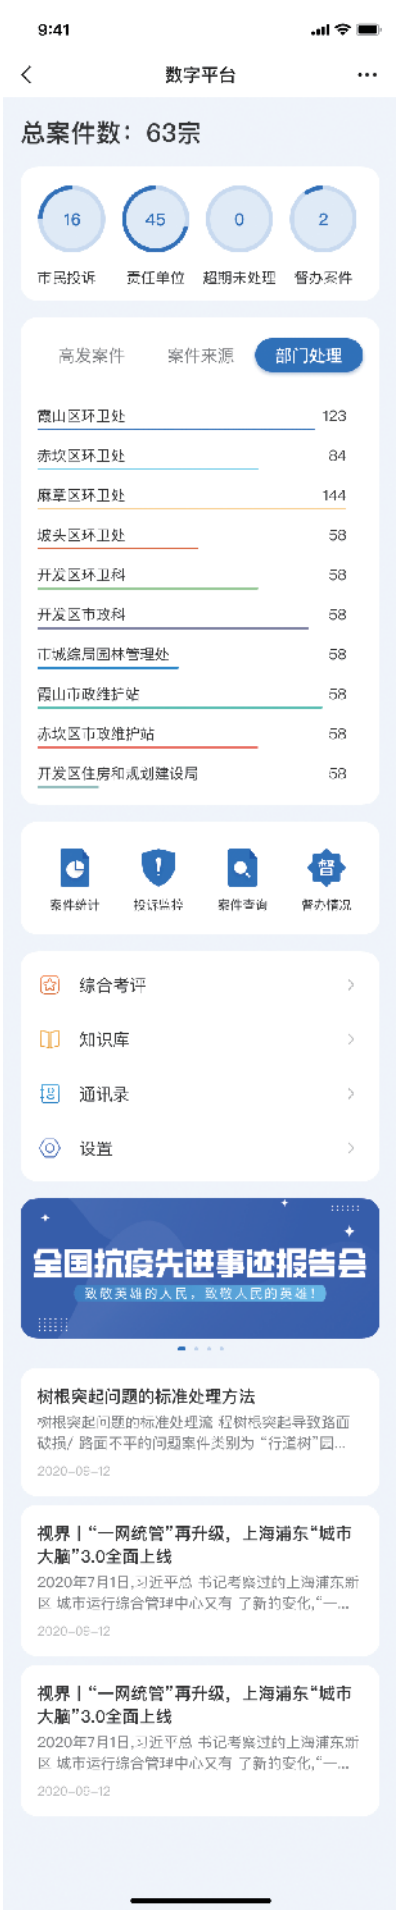 9:41
数字平台
总案件数：63宗
16
45
0
2
市民投诉
责任单位
超期未处理
督办案件
高发案件
案件来源
部门处理
霞山区环卫处 123
赤坎区环卫处 84
麻章区环卫处 144
坡头区环卫处 58
开发区环卫科 58
开发区市政科 58
市城综局园林管理处 58
霞山市政维护站 58
赤坎区市政维护站 58
开发区住房和规划建设局 58
督
案件统计
投诉监控
案件查询
督办情况
综合考评
知识库
通讯录
设置
全国抗疫先进事迹报告会
致敬英雄的人民，致敬人民的英雄！
树根突起问题的标准处理方法
树根突起问题的标准处理流 程树根突起导致路面
破损/ 路面不平的问题案件类别为 “行道树”园...
2020-08-12
视界丨“一网统管”再升级，上海浦东“城市
大脑”3.0全面上线
2020年7月1日,习近平总 书记考察过的上海浦东新
区 城市运行综合管理中心又有 了新的变化,“一...
2020-08-12
视界丨“一网统管”再升级，上海浦东“城市
大脑”3.0全面上线
2020年7月1日,习近平总 书记考察过的上海浦东新
区 城市运行综合管理中心又有 了新的变化,“一...
2020-08-12